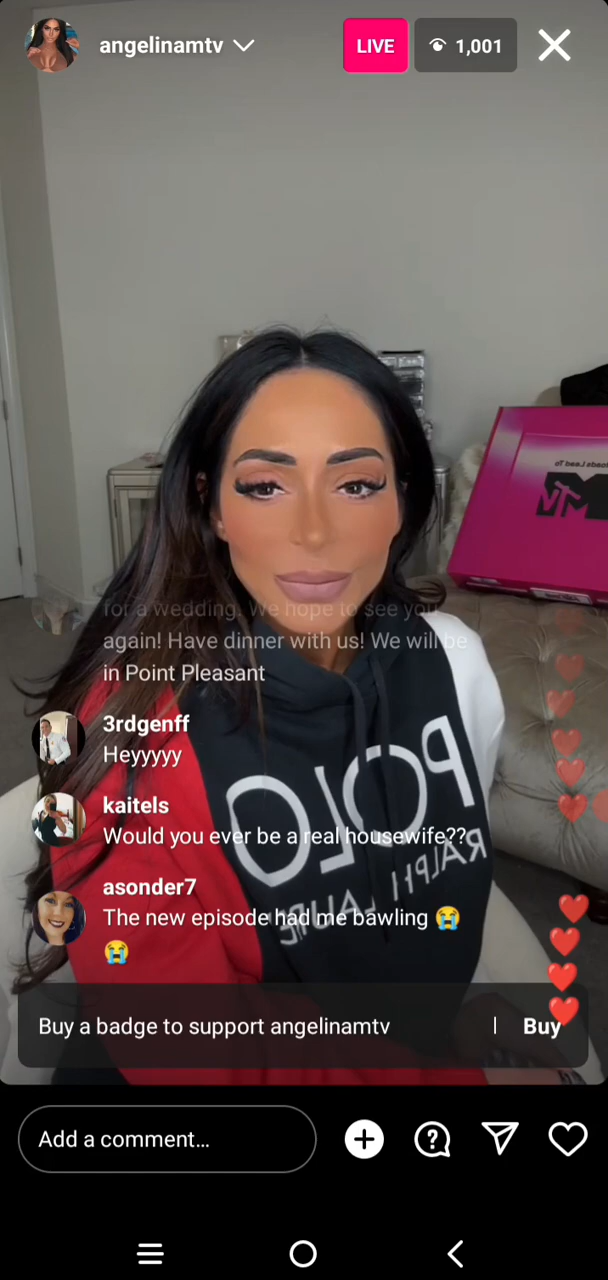 angelinamtv
LIVE
1,001
MTV
for a wedding. We hope to see you
again! Have dinner with us! We will be
in Point Pleasant
3rdgenff
Heyyyyy
kaitels
Would you ever be a real housewife??
asonder7
The new episode had me bawling 😭
😭
POLO
RALPH LAUREN
Buy a badge to support angelinamtv
Buy
Add a comment...